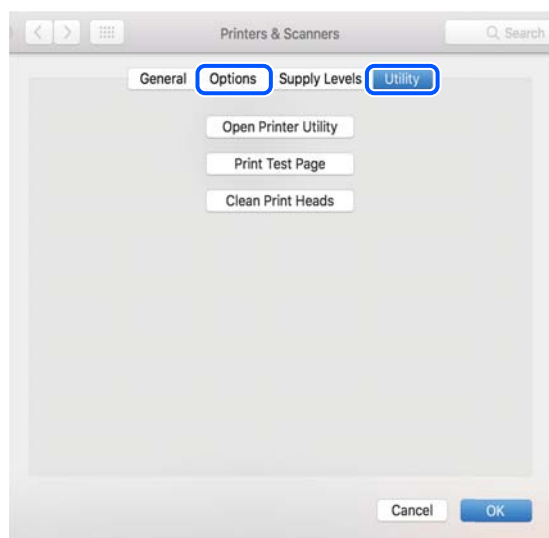 Printers & Scanners Search
General Options Supply Levels Utility
Open Printer Utility
Print Test Page
Clean Print Heads
Cancel OK